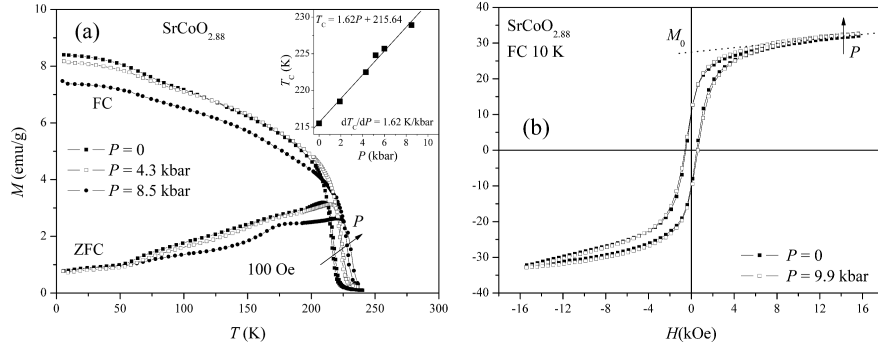 (a)
SrCoO2.88
FC
P = 0
P = 4.3 kbar
P = 8.5 kbar
ZFC
100 Oe
P
M (emu/g)
10
8
6
4
2
0
0 50 100 150 200 250 300
T (K)
TC = 1.62P + 215.64
dTC/dP = 1.62 K/kbar
TC (K)
230
225
220
215
0 2 4 6 8 10
P (kbar)
SrCoO2.88
FC 10 K
M0
P
(b)
P = 0
P = 9.9 kbar
40
30
20
10
0
-10
-20
-30
-40
-16 -12 -8 -4 0 4 8 12 16
H(kOe)